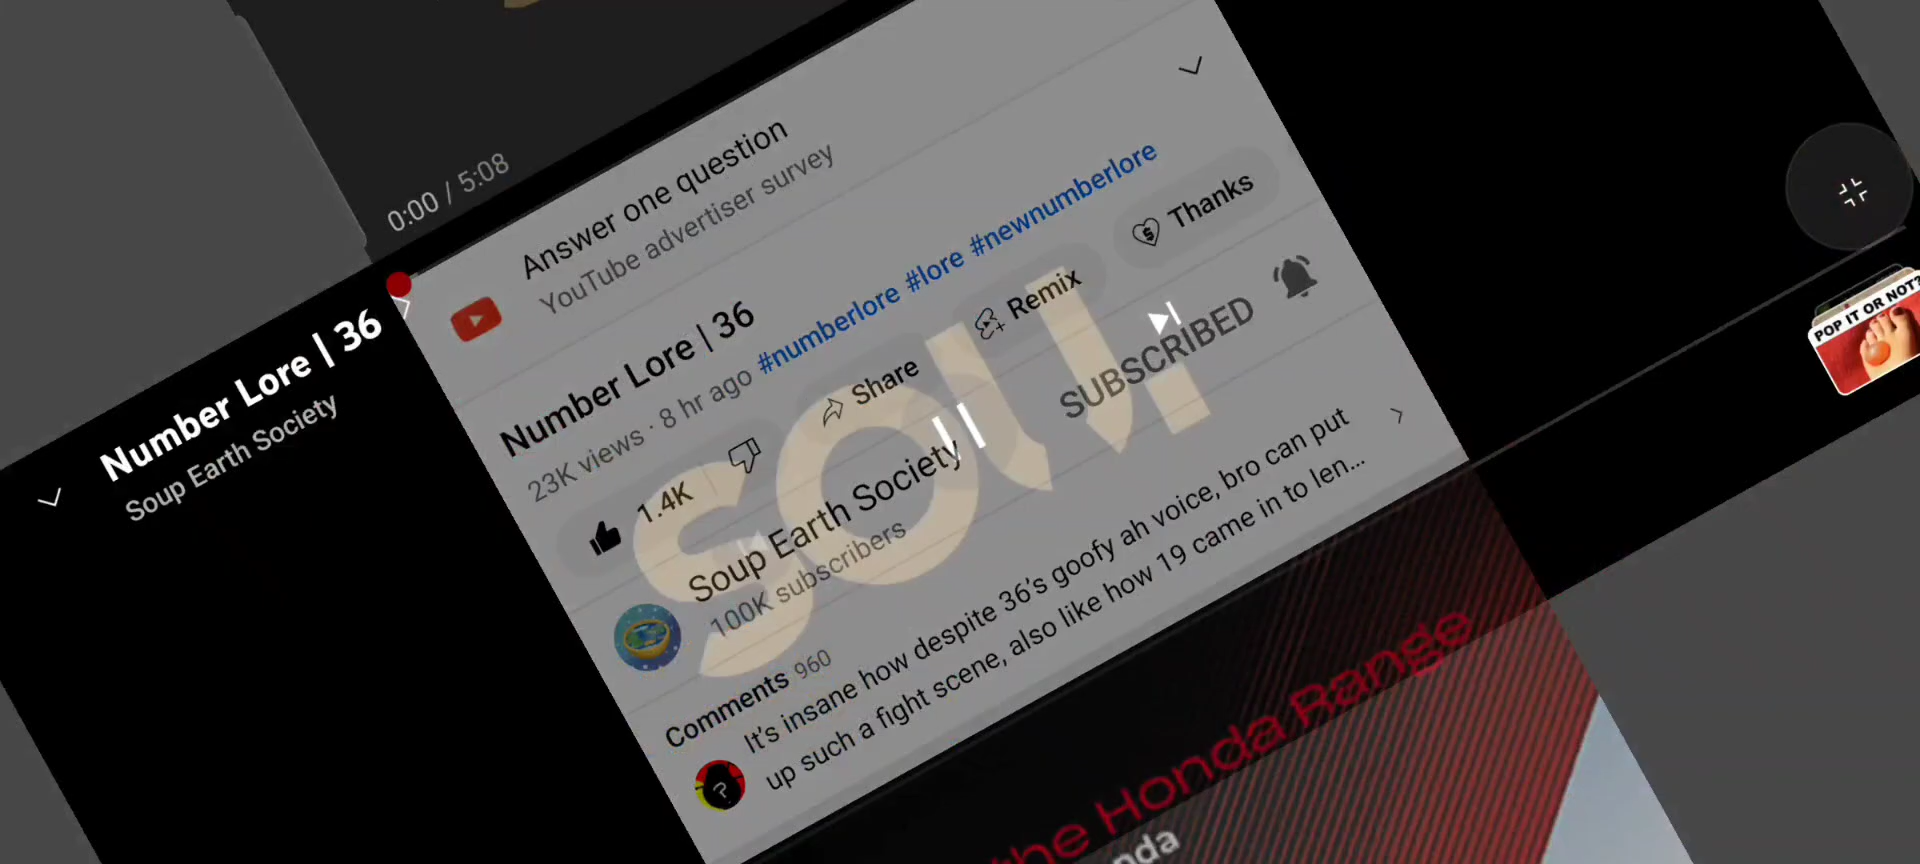 0:00 / 5:08
Number Lore | 36
Soup Earth Society
Answer one question
YouTube advertiser survey
Number Lore | 36
23K views · 8 hr ago #numberlore #lore #newnumberlore
1.4K
Share
Remix
Thanks
Soup Earth Society
100K subscribers
SUBSCRIBED
Comments 960
It's insane how despite 36's goofy ah voice, bro can put
up such a fight scene, also like how 19 came in to len...
the Honda Range
POP IT OR NOT?